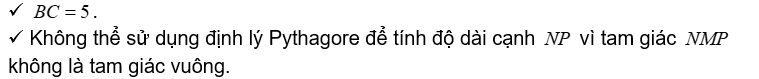 ✓ BC = 5.
✓ Không thể sử dụng định lý Pythagore để tính độ dài cạnh NP vì tam giác NMP
không là tam giác vuông.